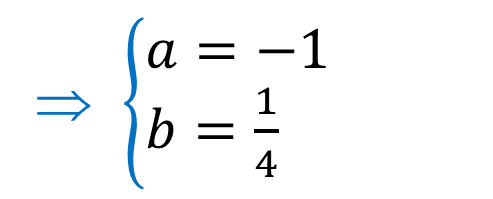 ⇒ {a = −1
b = 1/4